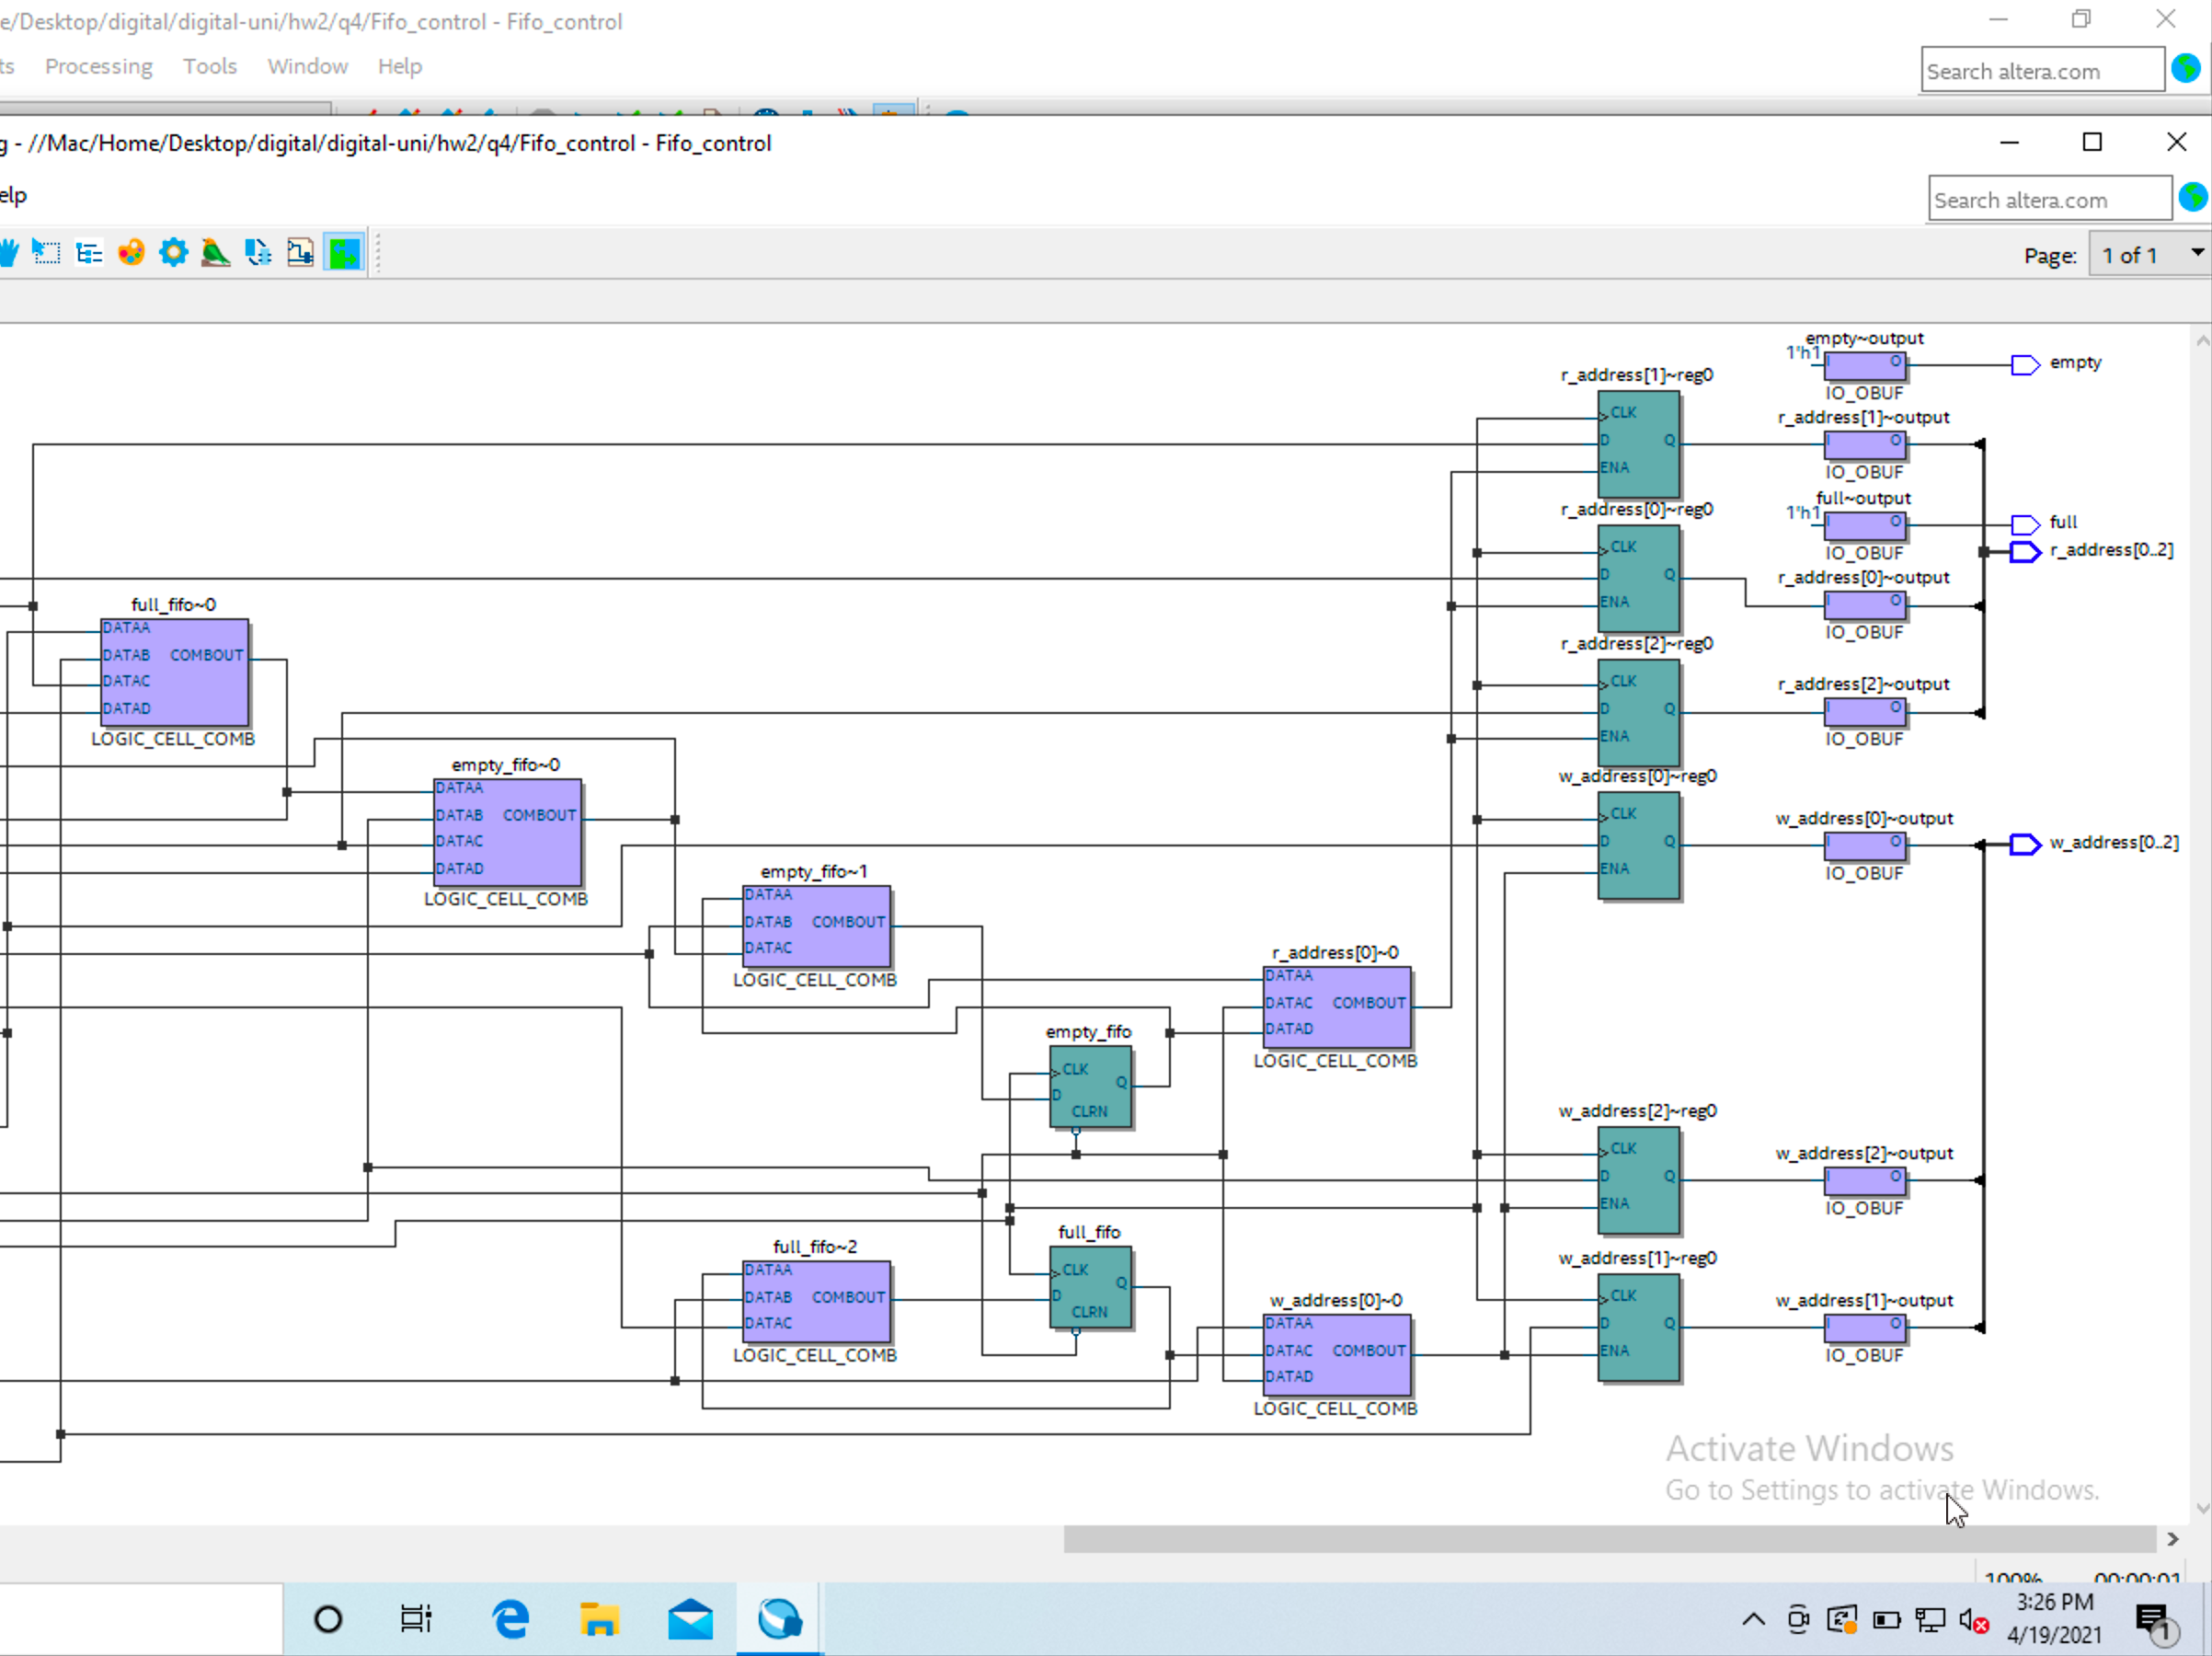 e/Desktop/digital/digital-uni/hw2/q4/Fifo_control - Fifo_control
ts Processing Tools Window Help
Search altera.com
g - //Mac/Home/Desktop/digital/digital-uni/hw2/q4/Fifo_control - Fifo_control
elp
Search altera.com
Page: 1 of 1
empty~output
1'h1 I O
empty
IO_OBUF
r_address[1]~reg0
CLK
D Q
ENA
r_address[1]~output
I O
IO_OBUF
full~output
1'h1 I O
full
IO_OBUF
r_address[0..2]
r_address[0]~reg0
CLK
D Q
ENA
r_address[0]~output
I O
IO_OBUF
full_fifo~0
DATAA
DATAB COMBOUT
DATAC
DATAD
LOGIC_CELL_COMB
r_address[2]~reg0
CLK
D Q
ENA
r_address[2]~output
I O
IO_OBUF
empty_fifo~0
DATAA
DATAB COMBOUT
DATAC
DATAD
LOGIC_CELL_COMB
w_address[0]~reg0
CLK
D Q
ENA
w_address[0]~output
I O
IO_OBUF
w_address[0..2]
empty_fifo~1
DATAA
DATAB COMBOUT
DATAC
LOGIC_CELL_COMB
r_address[0]~0
DATAA
DATAC COMBOUT
DATAD
LOGIC_CELL_COMB
empty_fifo
CLK
Q
D
CLRN
w_address[2]~reg0
CLK
D Q
ENA
w_address[2]~output
I O
IO_OBUF
full_fifo~2
DATAA
DATAB COMBOUT
DATAC
LOGIC_CELL_COMB
full_fifo
CLK
Q
D
CLRN
w_address[0]~0
DATAA
DATAC COMBOUT
DATAD
LOGIC_CELL_COMB
w_address[1]~reg0
CLK
D Q
ENA
w_address[1]~output
I O
IO_OBUF
Activate Windows
Go to Settings to activate Windows.
100% 00:00:01
3:26 PM
4/19/2021
1